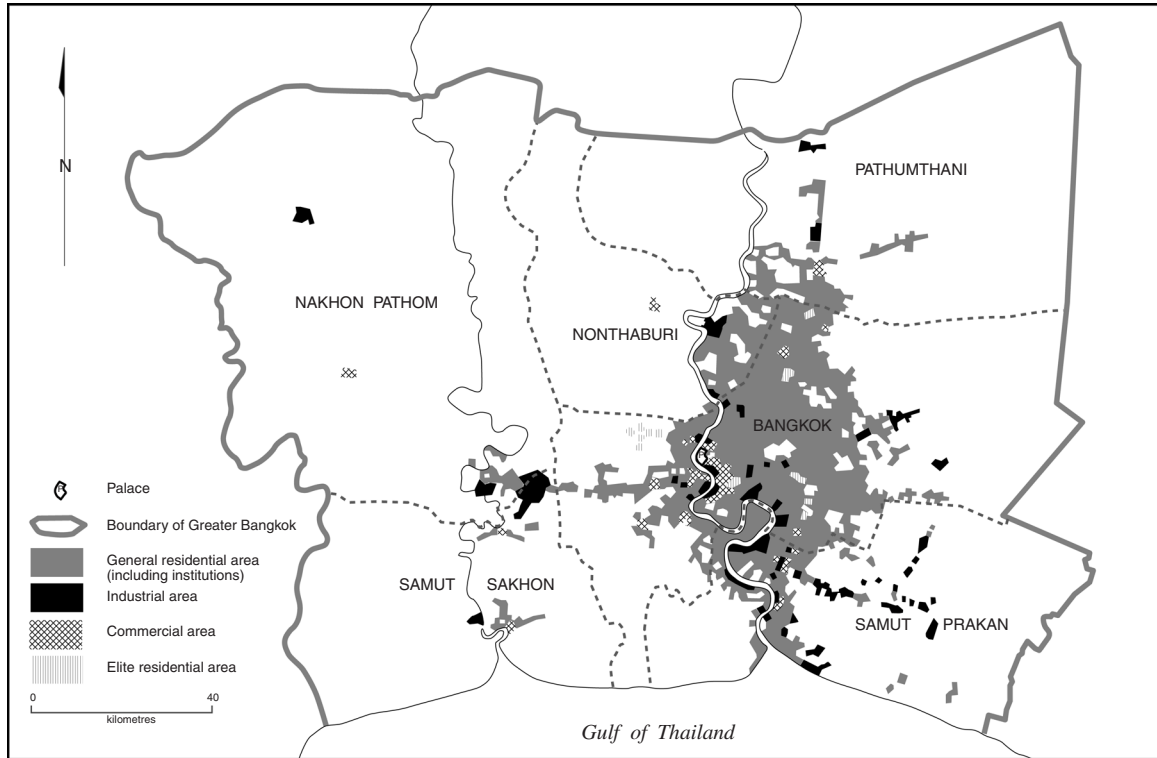 N
PATHUMTHANI
NAKHON PATHOM
NONTHABURI
BANGKOK
SAMUT SAKHON
SAMUT PRAKAN
Gulf of Thailand
Palace
Boundary of Greater Bangkok
General residential area
(including institutions)
Industrial area
Commercial area
Elite residential area
0 40
kilometres